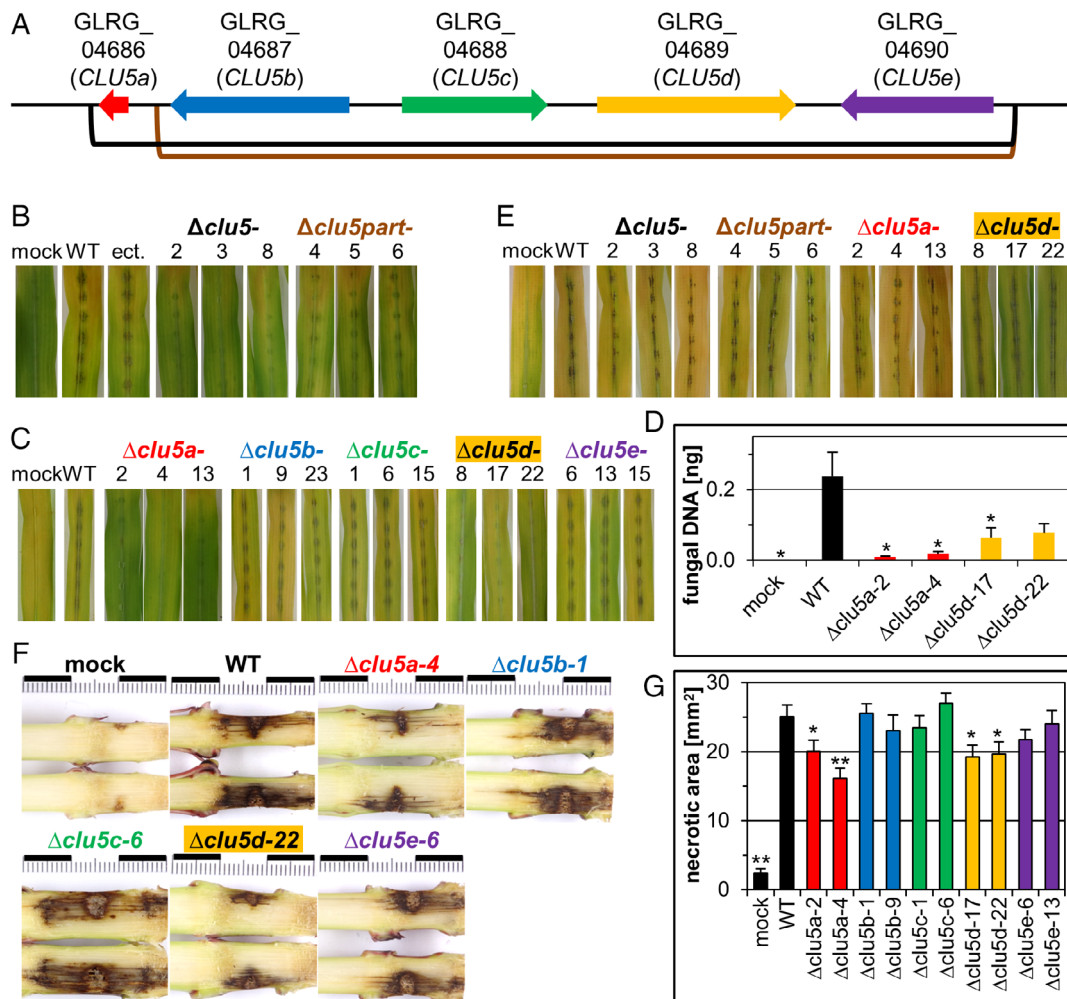 A
GLRG_
04686
(CLU5a)
GLRG_
04687
(CLU5b)
GLRG_
04688
(CLU5c)
GLRG_
04689
(CLU5d)
GLRG_
04690
(CLU5e)
B
Δclu5-
Δclu5part-
mock WT ect. 2 3 8 4 5 6
E
Δclu5-
Δclu5part-
Δclu5a-
Δclu5d-
mock WT 2 3 8 4 5 6 2 4 13 8 17 22
C
Δclu5a-
Δclu5b-
Δclu5c-
Δclu5d-
Δclu5e-
mock WT 2 4 13 1 9 23 1 6 15 8 17 22 6 13 15
D
fungal DNA [ng]
0.2
0.0
* * * *
mock
WT
Δclu5a-2
Δclu5a-4
Δclu5d-17
Δclu5d-22
F
mock
WT
Δclu5a-4
Δclu5b-1
Δclu5c-6
Δclu5d-22
Δclu5e-6
G
necrotic area [mm²]
30
20
10
0
** * ** * *
mock
WT
Δclu5a-2
Δclu5a-4
Δclu5b-1
Δclu5b-9
Δclu5c-1
Δclu5c-6
Δclu5d-17
Δclu5d-22
Δclu5e-6
Δclu5e-13